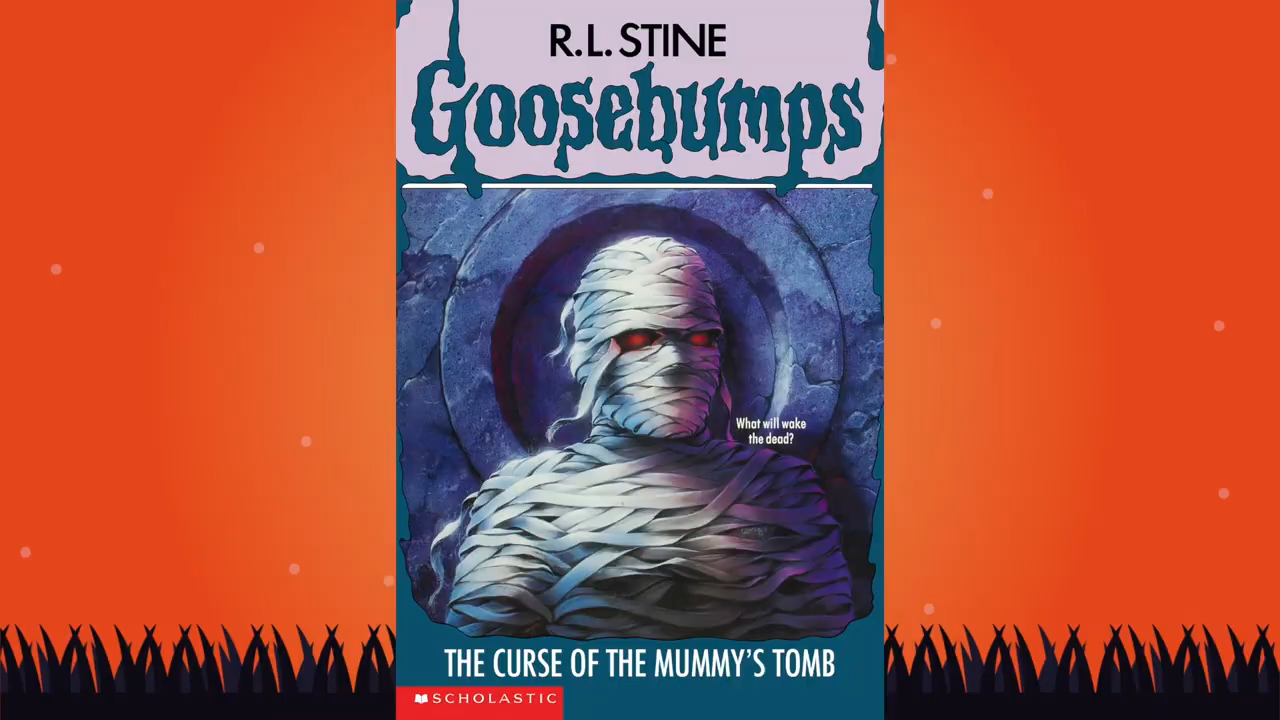 R.L. STINE
Goosebumps
What will wake
the dead?
THE CURSE OF THE MUMMY'S TOMB
SCHOLASTIC